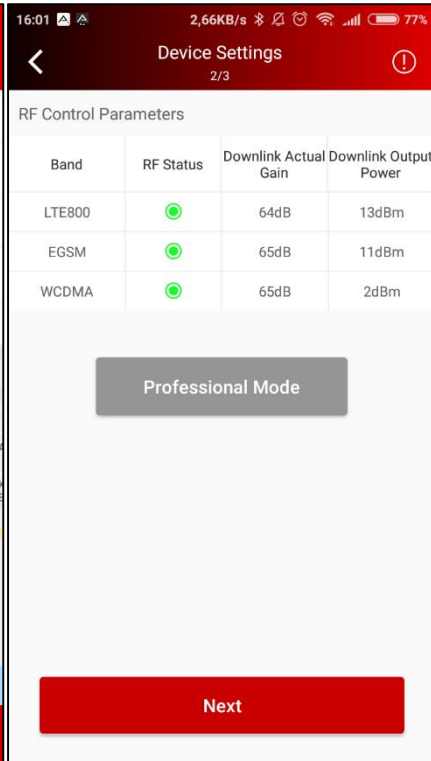 16:01 2,66KB/s 77%
Device Settings
2/3
RF Control Parameters
Band RF Status Downlink Actual Gain Downlink Output Power
LTE800 64dB 13dBm
EGSM 65dB 11dBm
WCDMA 65dB 2dBm
Professional Mode
Next